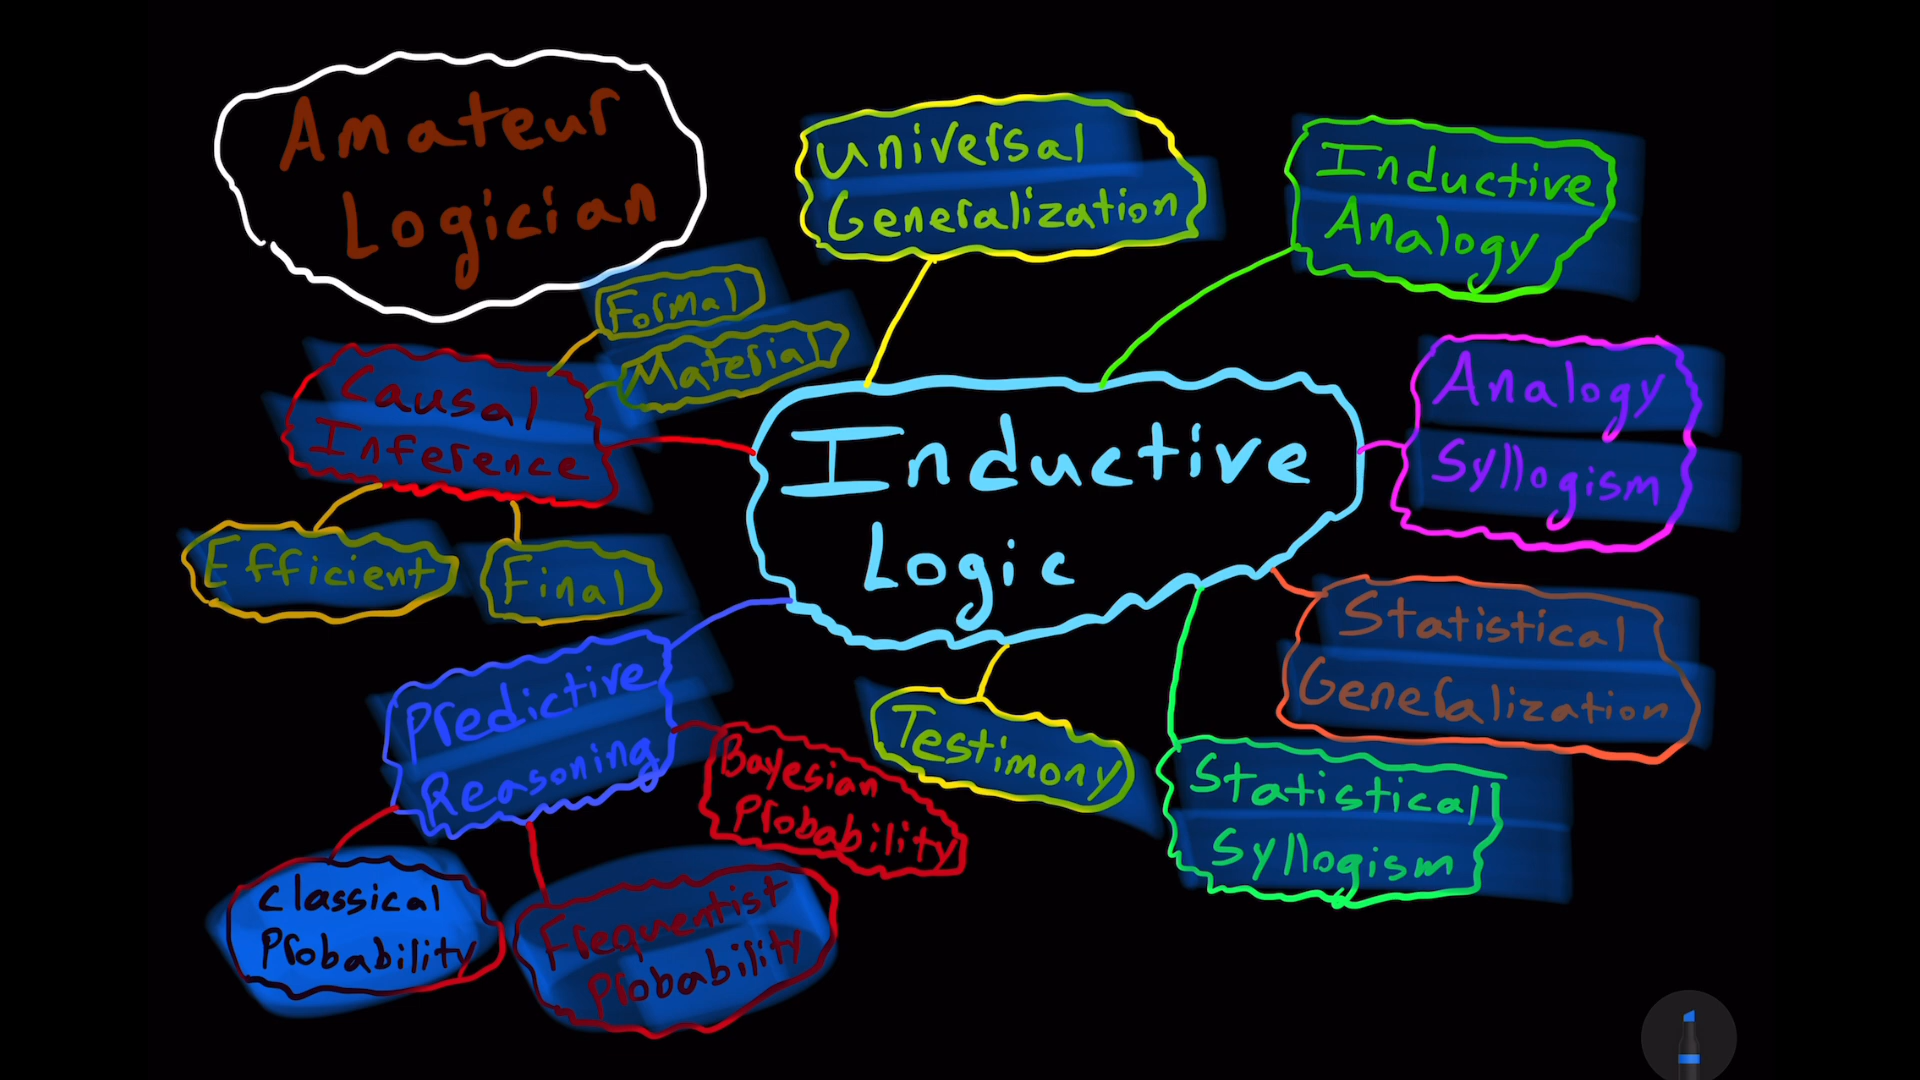 Amateur
Logician
Universal
Generalization
Inductive
Analogy
Formal
Material
Causal
Inference
Analogy
Syllogism
Inductive
Logic
Efficient
Final
Statistical
Generalization
Predictive
Reasoning
Testimony
Bayesian
Probability
Statistical
Syllogism
Classical
Probability
Frequentist
Probability